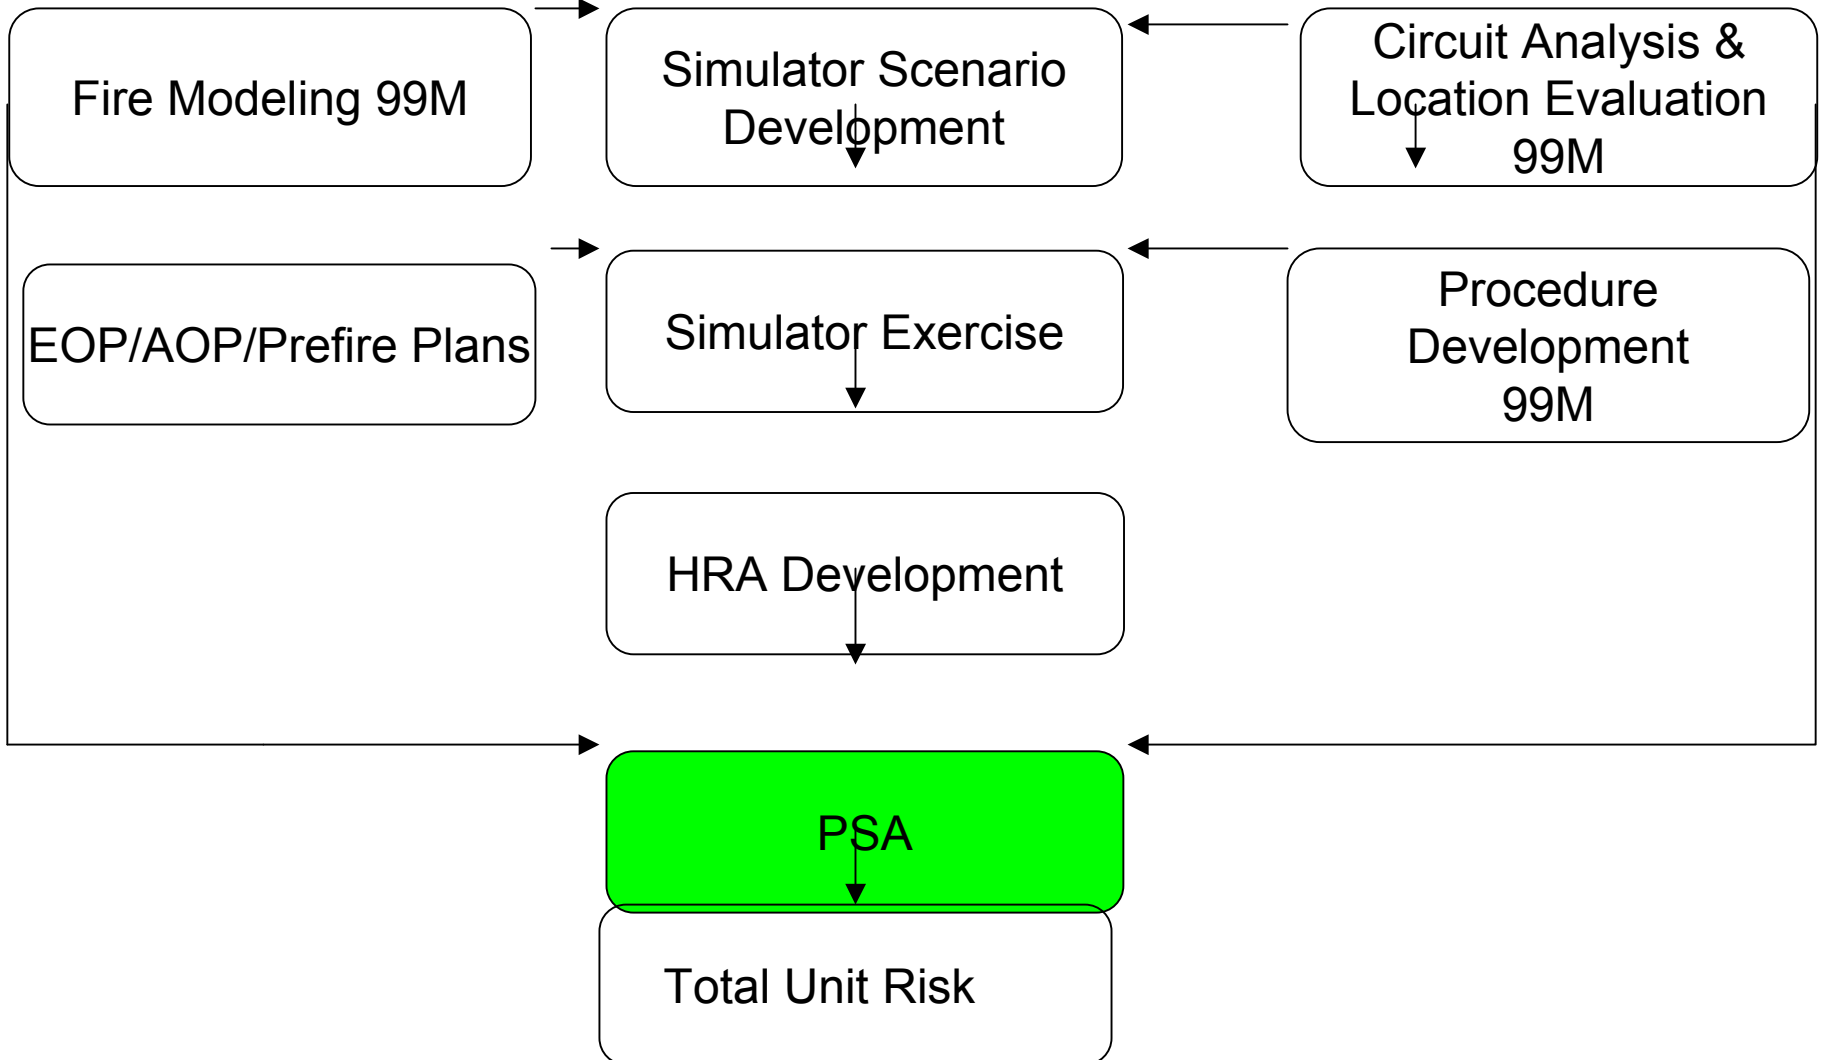 Fire Modeling 99M
Simulator Scenario
Development
Circuit Analysis &
Location Evaluation
99M
EOP/AOP/Prefire Plans
Simulator Exercise
Procedure
Development
99M
HRA Development
PSA
Total Unit Risk